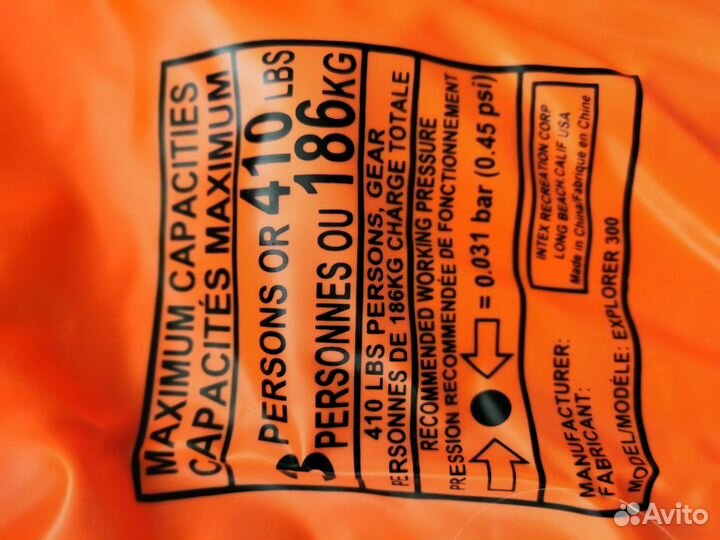 MAXIMUM CAPACITIES
CAPACITÉS MAXIMUM
3 PERSONS OR 410 LBS
PERSONNES OU 186KG
410 LBS PERSONS, GEAR
PERSONNES DE 186KG CHARGE TOTALE
RECOMMENDED WORKING PRESSURE
PRESSION RECOMMENDÉE DE FONCTIONNEMENT
= 0.031 bar (0.45 psi)
MANUFACTURER:
FABRICANT:
INTEX RECREATION CORP
LONG BEACH,CALIF USA
Made in China/Fabrique en Chine
MODEL/MODÈLE: EXPLORER 300
Avito